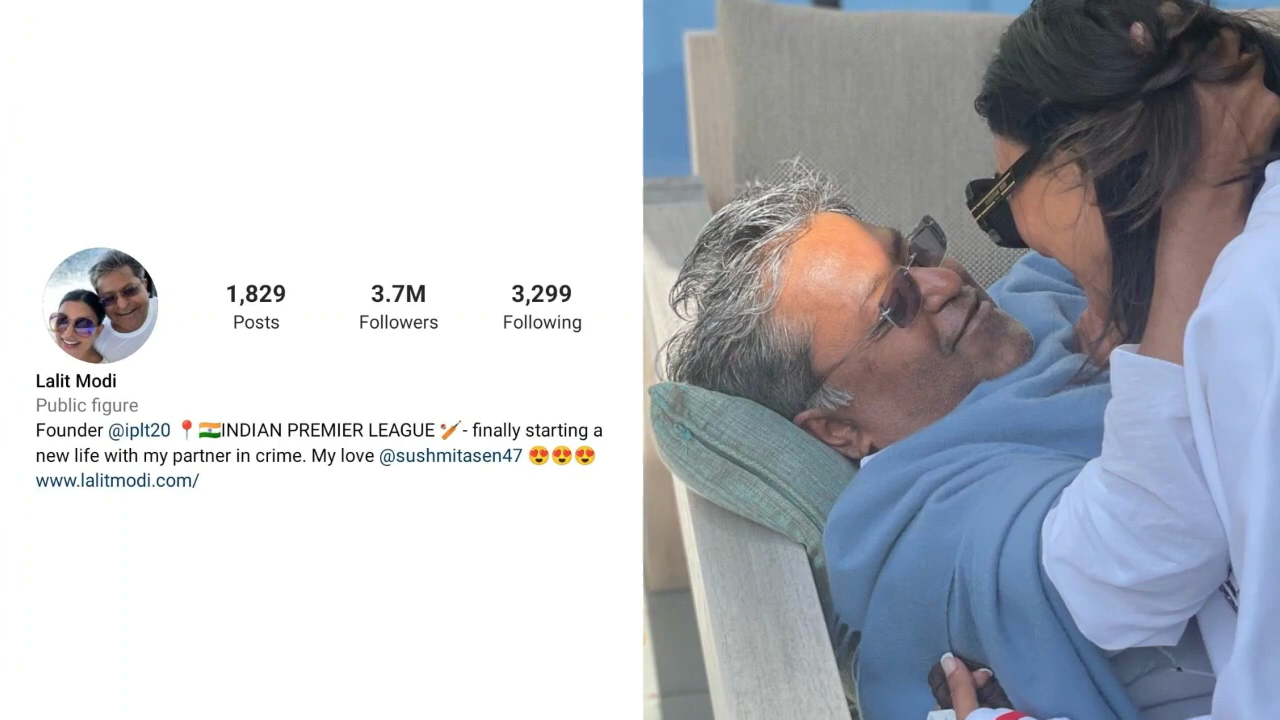 1,829
Posts
3.7M
Followers
3,299
Following
Lalit Modi
Public figure
Founder @iplt20 📍🇮🇳INDIAN PREMIER LEAGUE 🏏- finally starting a
new life with my partner in crime. My love @sushmitasen47 😍😍😍
www.lalitmodi.com/